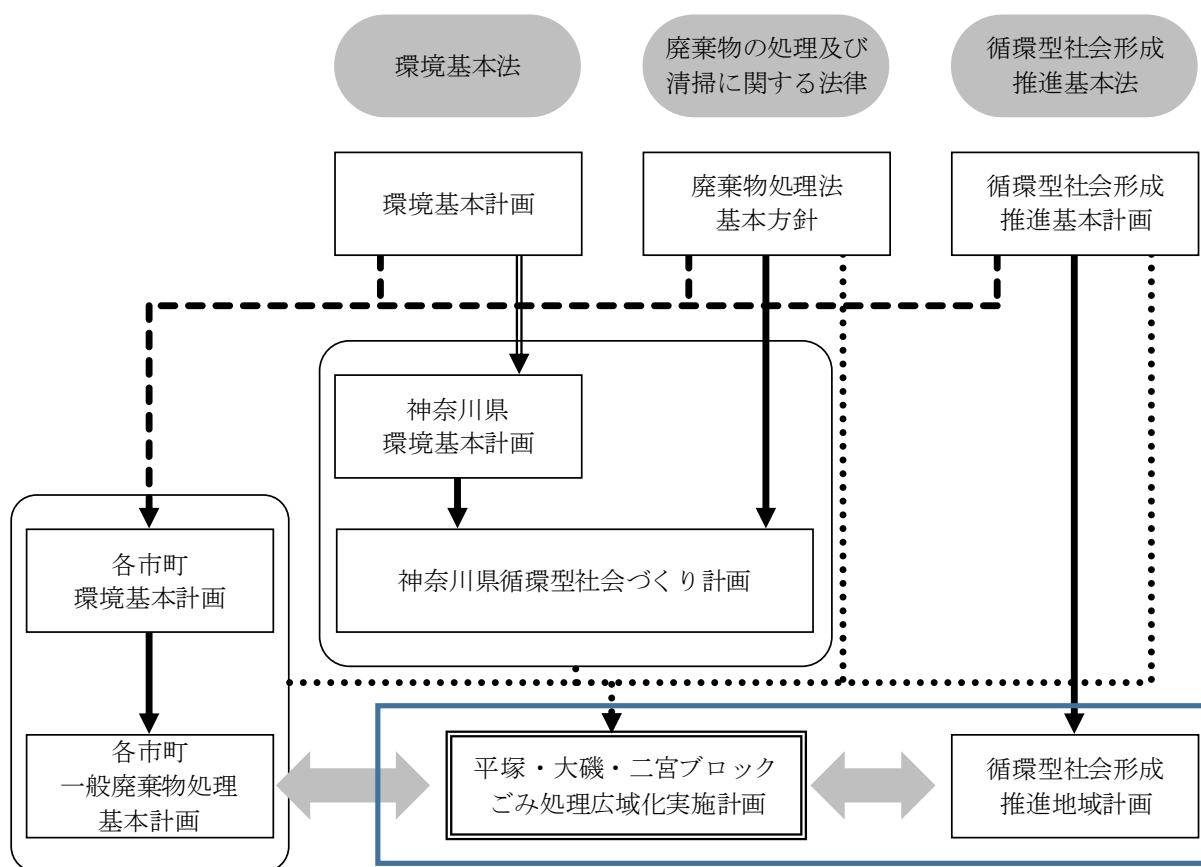 環境基本法
廃棄物の処理及び
清掃に関する法律
循環型社会形成
推進基本法
環境基本計画
廃棄物処理法
基本方針
循環型社会形成
推進基本計画
神奈川県
環境基本計画
各市町
環境基本計画
神奈川県循環型社会づくり計画
各市町
一般廃棄物処理
基本計画
平塚・大磯・二宮ブロック
ごみ処理広域化実施計画
循環型社会形成
推進地域計画